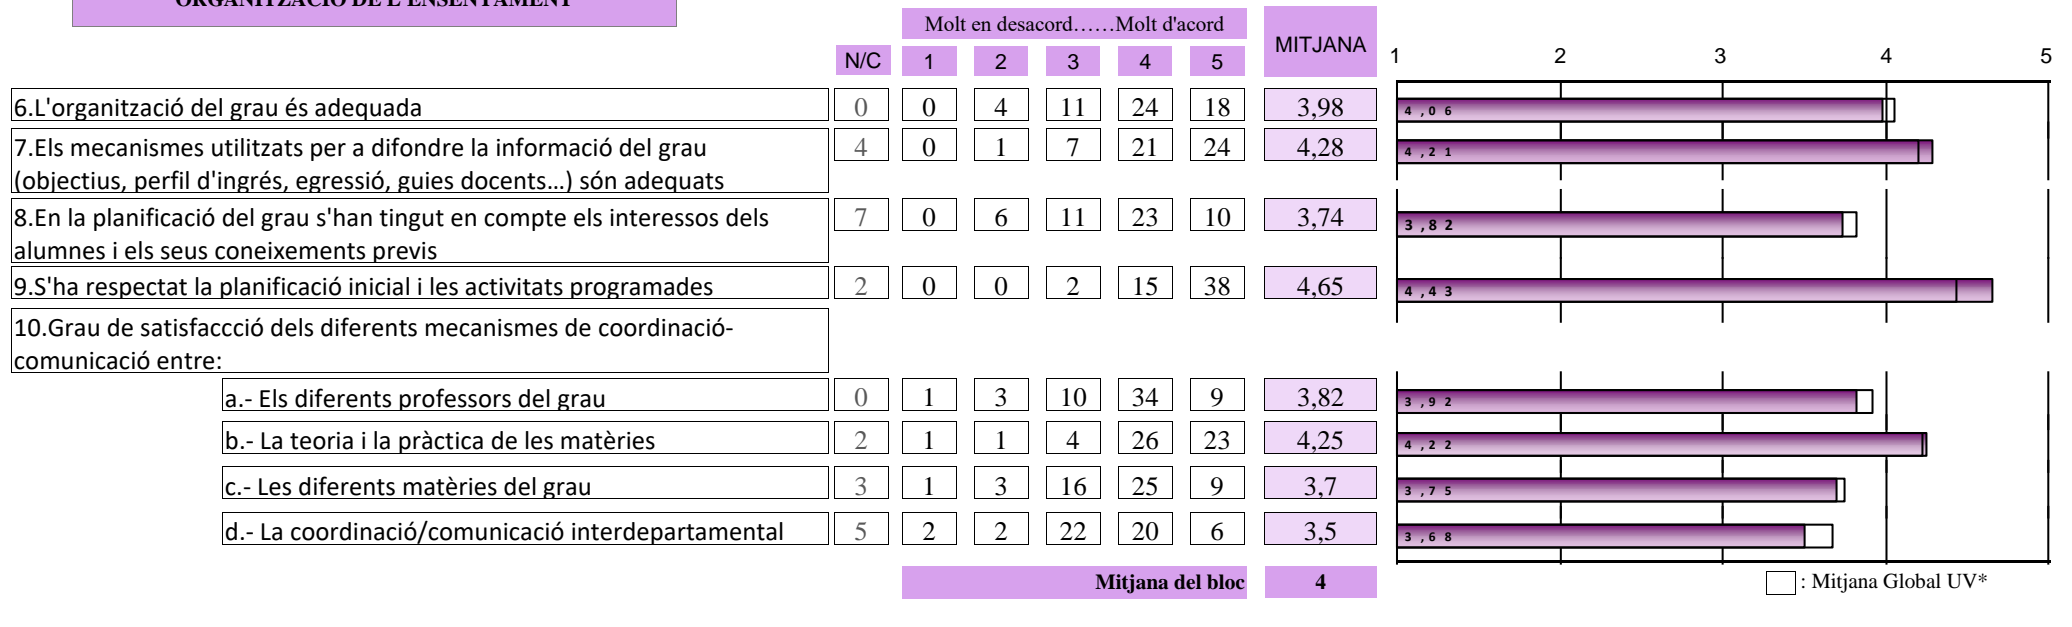 ORGANITZACIÓ DE L'ENSENYAMENT
Molt en desacord……Molt d'acord
MITJANA
N/C 1 2 3 4 5
1 2 3 4 5
6.L'organització del grau és adequada 0 0 4 11 24 18 3,98 4,06
7.Els mecanismes utilitzats per a difondre la informació del grau
(objectius, perfil d'ingrés, egressió, guies docents…) són adequats 4 0 1 7 21 24 4,28 4,21
8.En la planificació del grau s'han tingut en compte els interessos dels
alumnes i els seus coneixements previs 7 0 6 11 23 10 3,74 3,82
9.S'ha respectat la planificació inicial i les activitats programades 2 0 0 2 15 38 4,65 4,43
10.Grau de satisfaccció dels diferents mecanismes de coordinació-
comunicació entre:
a.- Els diferents professors del grau 0 1 3 10 34 9 3,82 3,92
b.- La teoria i la pràctica de les matèries 2 1 1 4 26 23 4,25 4,22
c.- Les diferents matèries del grau 3 1 3 16 25 9 3,7 3,75
d.- La coordinació/comunicació interdepartamental 5 2 2 22 20 6 3,5 3,68
Mitjana del bloc 4
: Mitjana Global UV*